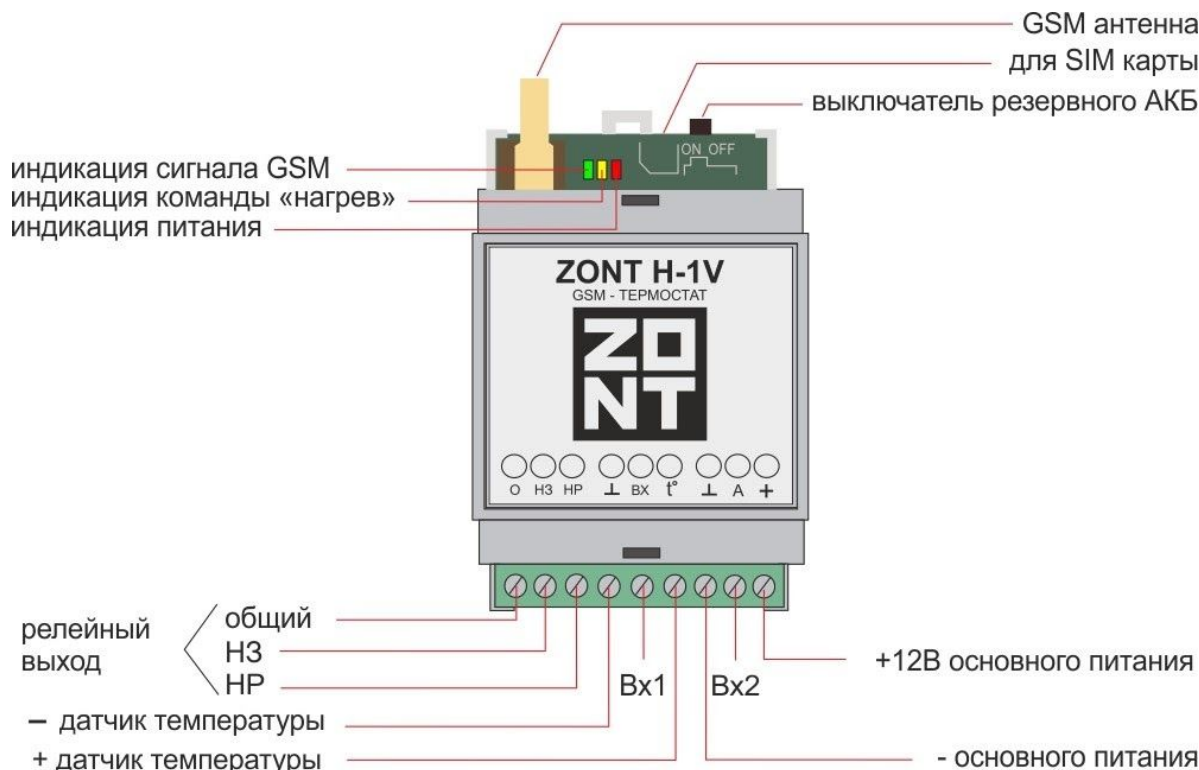 GSM антенна
для SIM карты
выключатель резервного АКБ
ON OFF
индикация сигнала GSM
индикация команды «нагрев»
индикация питания
ZONT H-1V
GSM - ТЕРМОСТАТ
ZO
NT
О НЗ НР ⊥ ВХ t° ⊥ А +
релейный выход
общий
НЗ
НР
Вх1
Вх2
+12В основного питания
– датчик температуры
+ датчик температуры
- основного питания